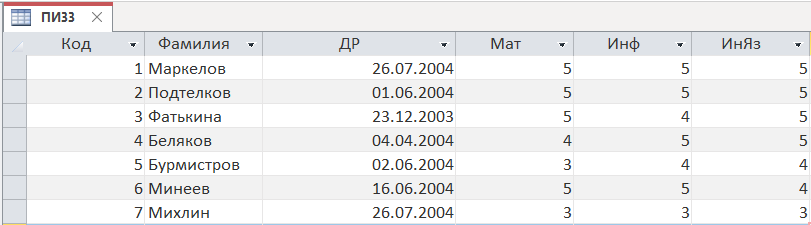 ПИ33
Код Фамилия ДР Мат Инф ИнЯз
1 Маркелов 26.07.2004 5 5 5
2 Подтелков 01.06.2004 5 5 5
3 Фатькина 23.12.2003 5 4 5
4 Беляков 04.04.2004 4 5 5
5 Бурмистров 02.06.2004 3 4 4
6 Минеев 16.06.2004 5 5 4
7 Михлин 26.07.2004 3 3 3